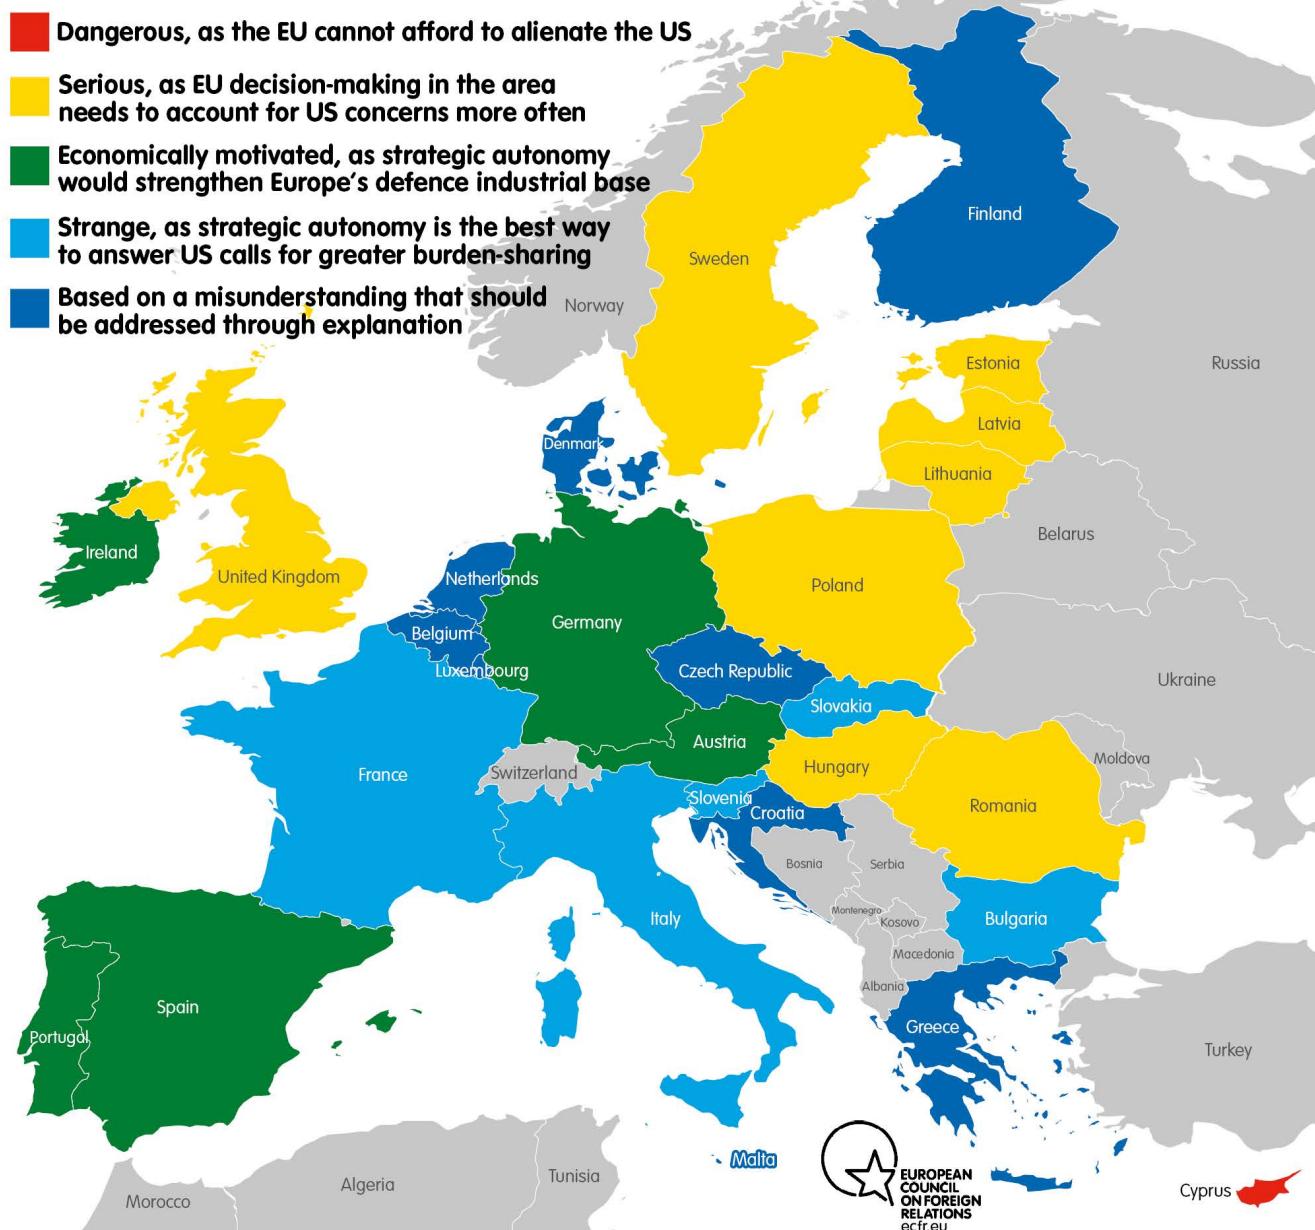 Dangerous, as the EU cannot afford to alienate the US
Serious, as EU decision-making in the area
needs to account for US concerns more often
Economically motivated, as strategic autonomy
would strengthen Europe's defence industrial base
Strange, as strategic autonomy is the best way
to answer US calls for greater burden-sharing
Based on a misunderstanding that should
be addressed through explanation
Finland
Sweden
Norway
Estonia
Russia
Latvia
Denmark
Lithuania
Belarus
Ireland
United Kingdom
Netherlands
Poland
Germany
Belgium
Luxembourg
Czech Republic
Ukraine
Slovakia
Austria
Moldova
France
Switzerland
Hungary
Slovenia
Romania
Croatia
Bosnia
Serbia
Montenegro
Italy
Bulgaria
Kosovo
Macedonia
Albania
Spain
Greece
Portugal
Turkey
Malta
EUROPEAN
COUNCIL
ON FOREIGN
RELATIONS
ecfr.eu
Tunisia
Algeria
Cyprus
Morocco